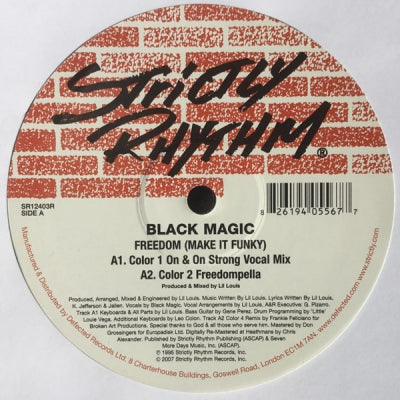 STRICTLY
RHYTHM®
SR12403R
SIDE A
8 26194 05567 7
BLACK MAGIC
FREEDOM (MAKE IT FUNKY)
A1. Color 1 On & On Strong Vocal Mix
A2. Color 2 Freedompella
Produced & Mixed by Lil Louis
Produced, Arranged, Mixed & Engineered by Lil Louis. Music Written By Lil Louis. Lyrics Written By Lil Louis,
K. Jefferson & Jalien. Vocals by Black Magic. Vocal Arrangements by Lil Louis. A&R Executive: G. Pizarro.
Track A1 Keyboards & All Parts by Lil Louis. Bass Guitar by Gene Perez. Drum Programming by 'Little'
Louie Vega. Additional Keyboards by Leo Colon. Track A2 Color 4 Remix by Frankie Feliciano for
Broken Art Productions. Special thanks to God & all those who serve him. Mastered by Don
Grossingers for Europadisk Ltd. Digitally Re-Mastered at Heathmans by Chris
Alexander. Published by Strictly Rhythm Publishing (ASCAP) & Seven
More Days Music, Inc. (ASCAP).
℗ 1996 Strictly Rhythm Records, Inc.
© 2007 Strictly Rhythm Records, Inc.
Manufactured & Distributed by Defected Records Ltd. 8 Charterhouse Buildings, Goswell Road, London, EC1M 7AN. www.defected.com www.strictly.com